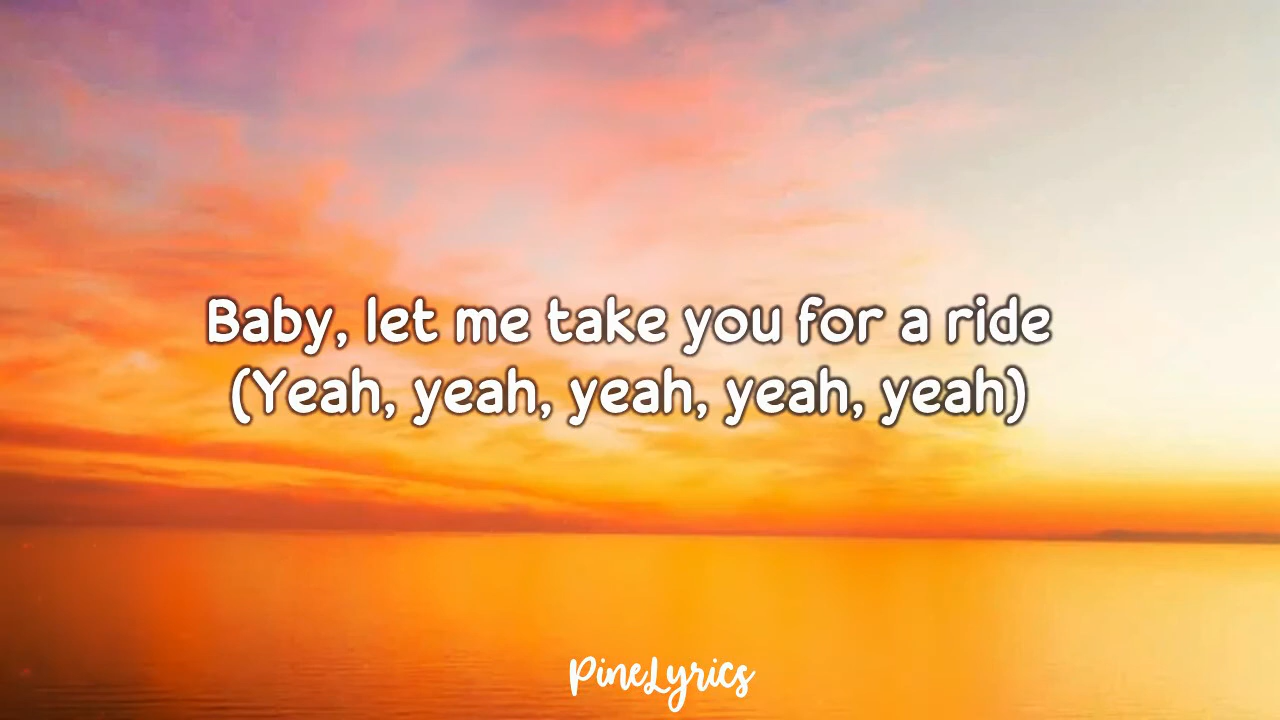 Baby, let me take you for a ride
(Yeah, yeah, yeah, yeah, yeah)
PineLyrics